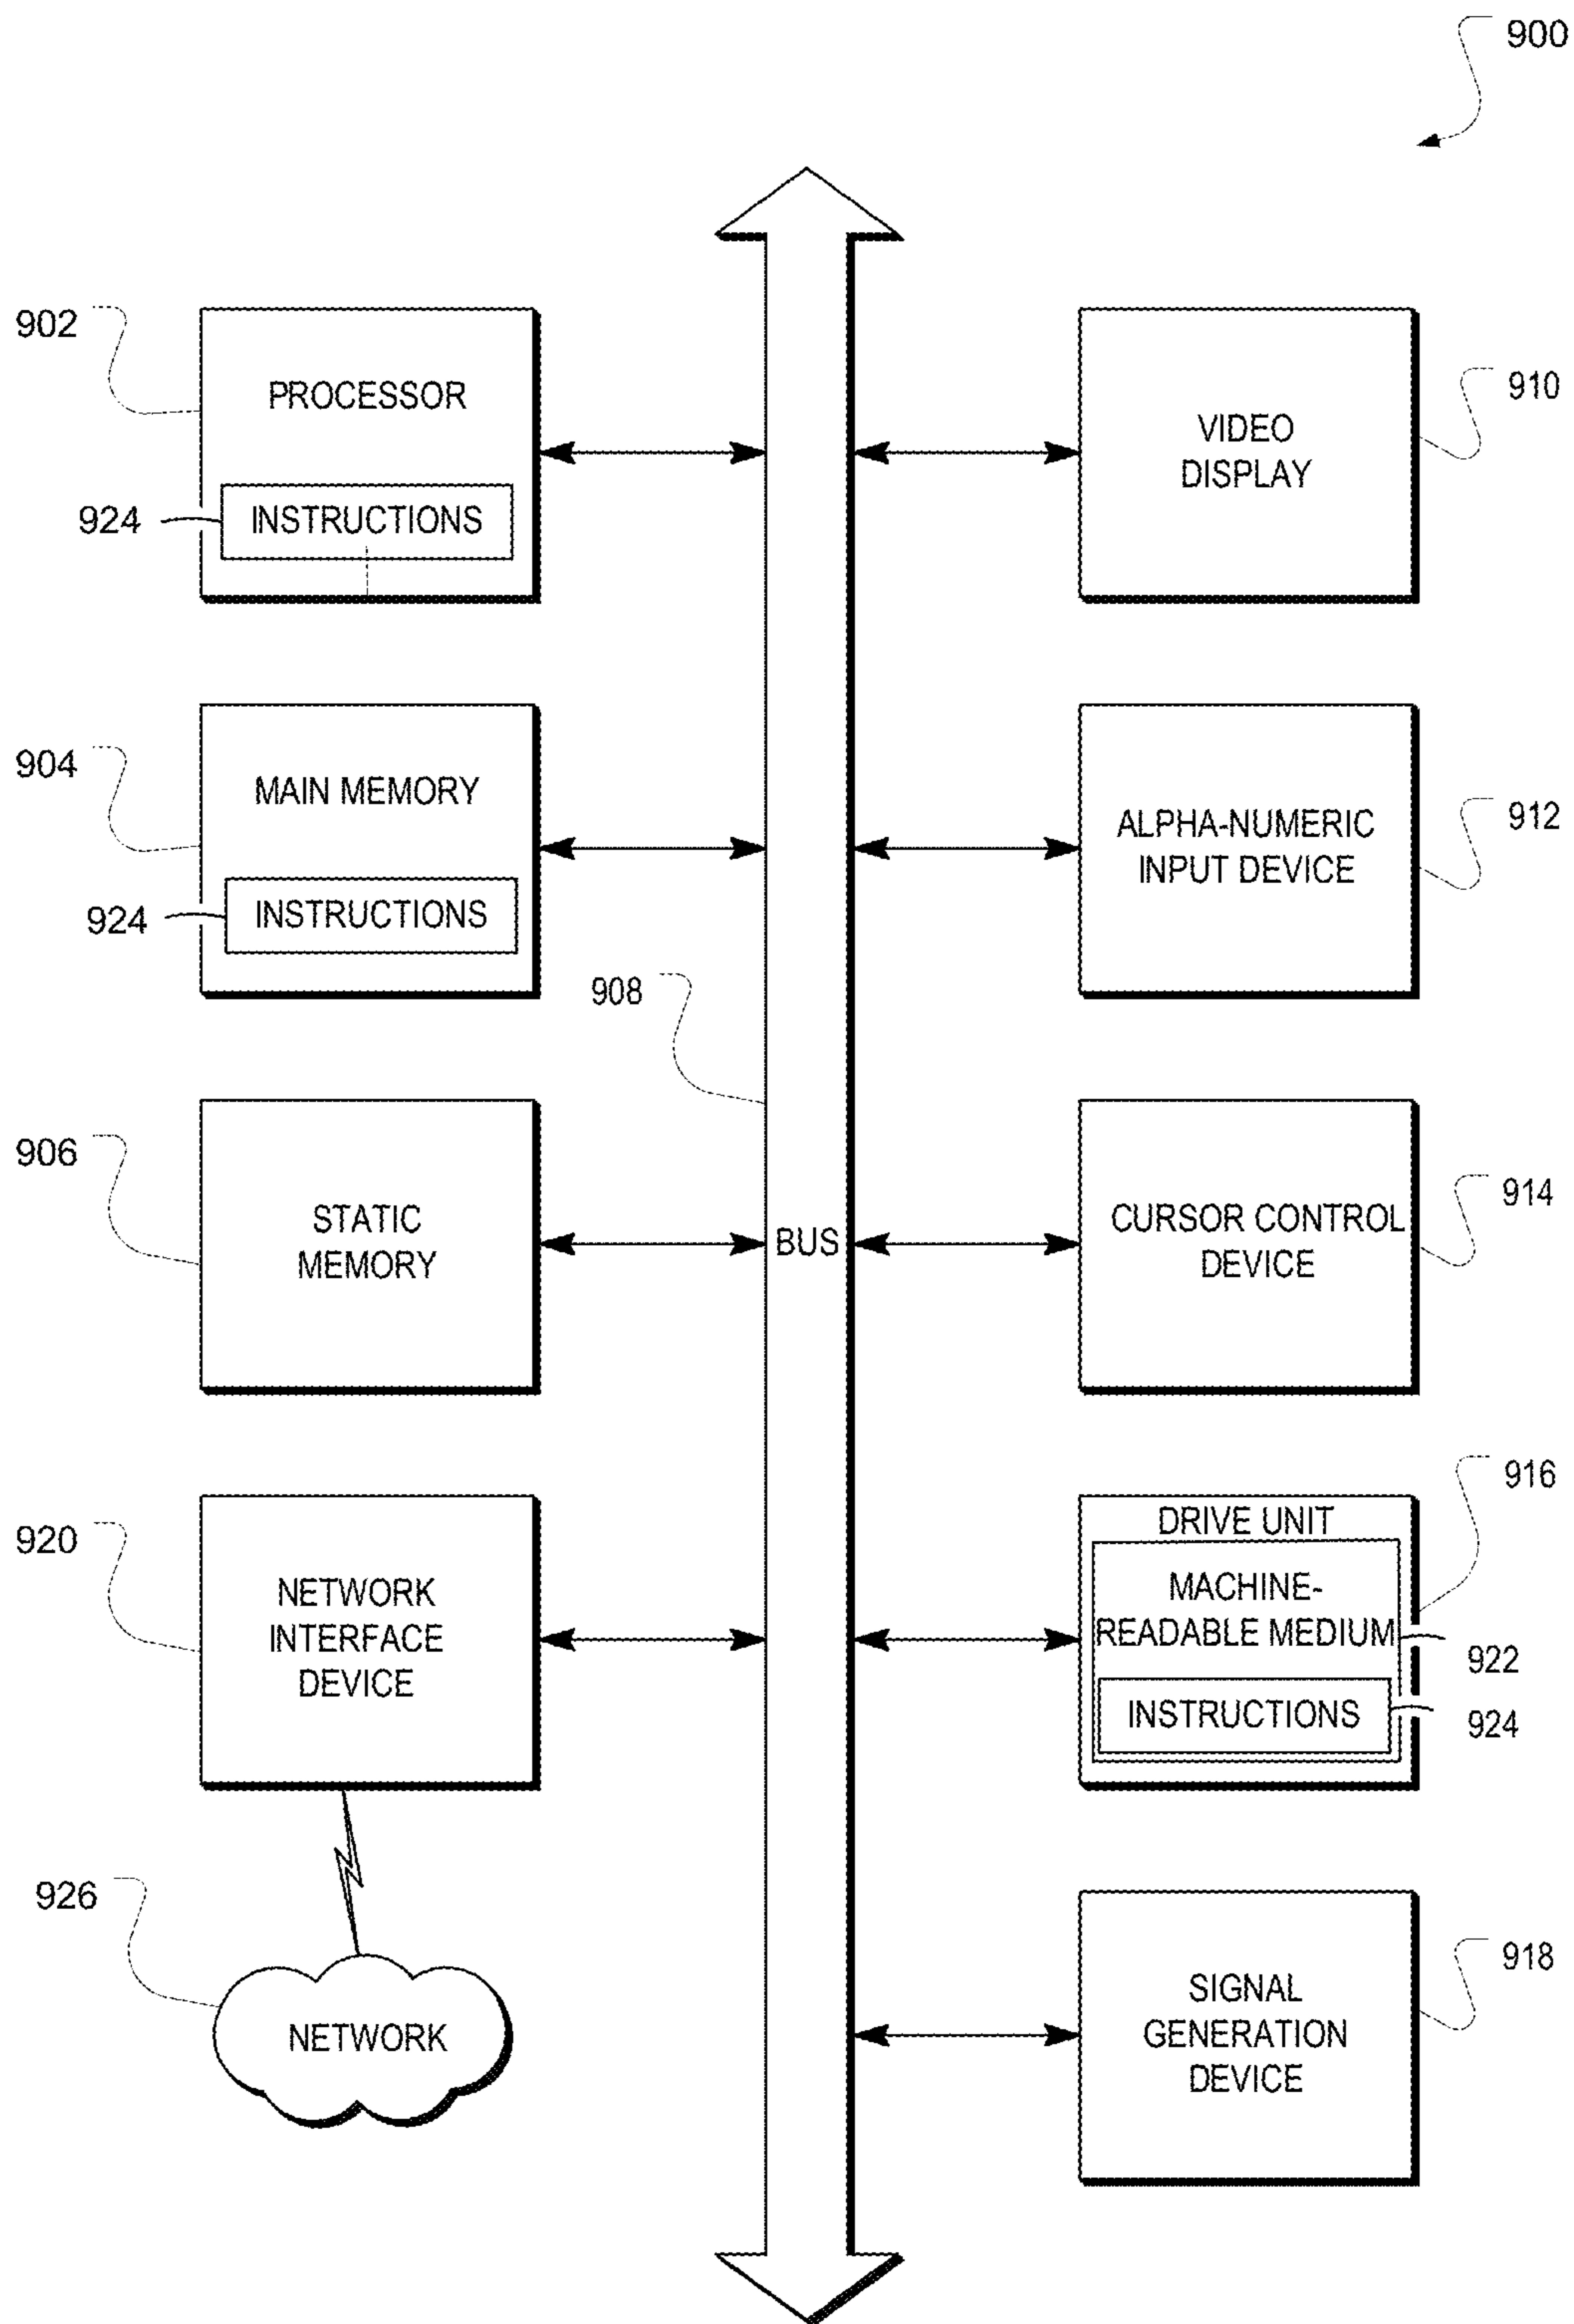 900
902
PROCESSOR
924
INSTRUCTIONS
910
VIDEO
DISPLAY
904
MAIN MEMORY
924
INSTRUCTIONS
912
ALPHA-NUMERIC
INPUT DEVICE
908
BUS
906
STATIC
MEMORY
914
CURSOR CONTROL
DEVICE
920
NETWORK
INTERFACE
DEVICE
916
DRIVE UNIT
MACHINE-
READABLE MEDIUM
922
INSTRUCTIONS
924
926
NETWORK
918
SIGNAL
GENERATION
DEVICE